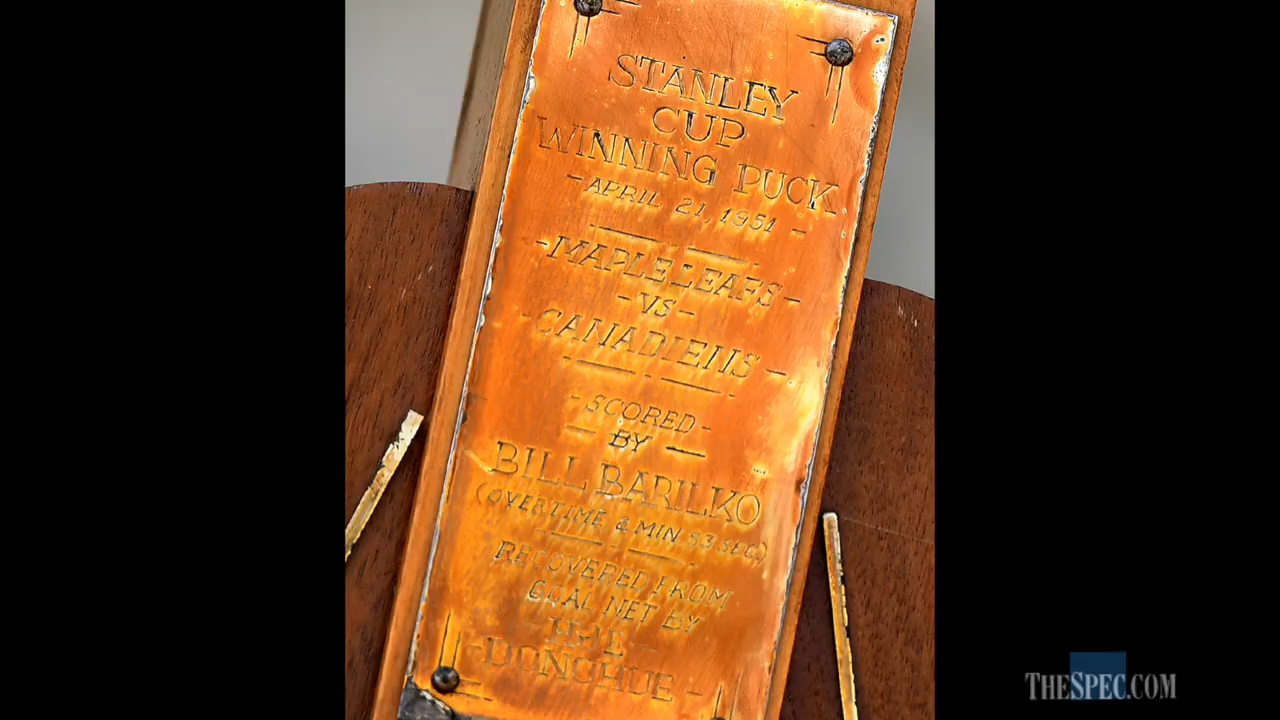 STANLEY
CUP
WINNING PUCK
- APRIL 21, 1951 -
- MAPLE LEAFS -
- VS -
- CANADIENS -
- SCORED -
- BY -
BILL BARILKO
(OVERTIME 2 MIN 53 SEC.)
RECOVERED FROM
GOAL NET BY
DONOHUE -
THESPEC.COM